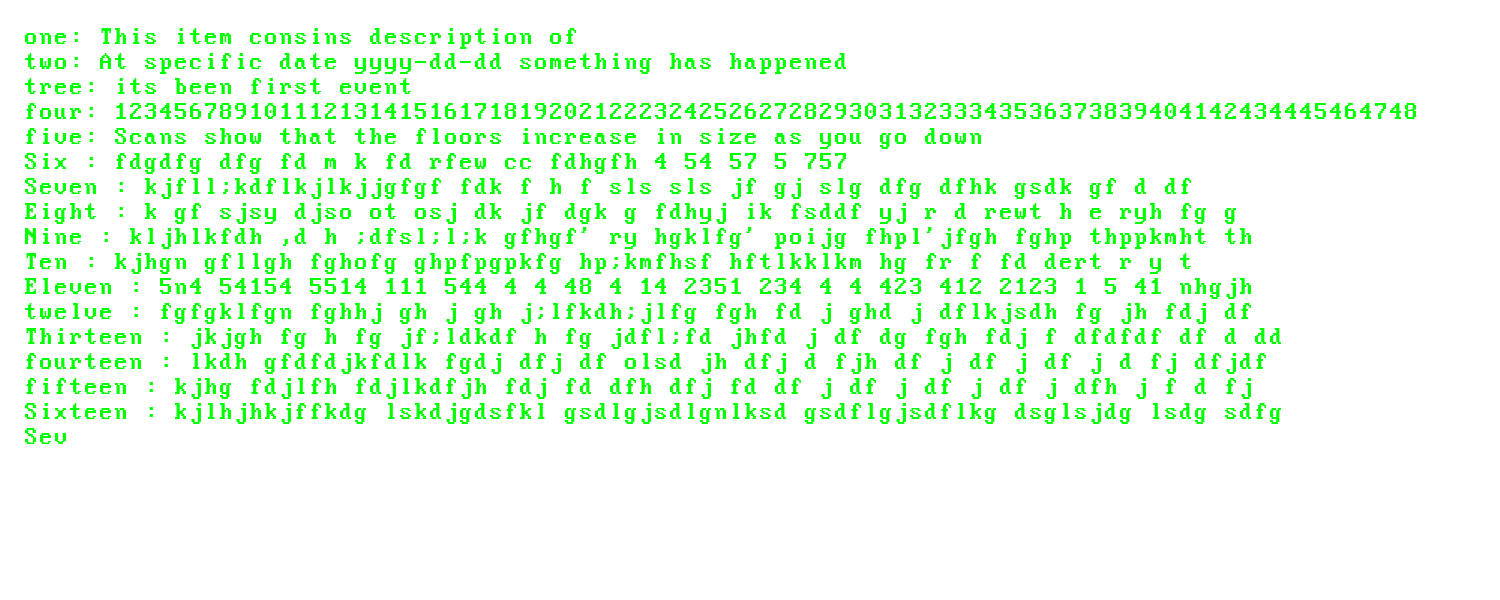 one: This item consins description of
two: At specific date yyyy-dd-dd something has happened
tree: its been first event
four: 123456789101112131415161718192021222324252627282930313233343536373839404142434445464748
five: Scans show that the floors increase in size as you go down
Six : fdgdfg dfg fd m k fd rfew cc fdhgfh 4 54 57 5 757
Seven : kjfll;kdflkjlkjjgfgf fdk f h f sls sls jf gj slg dfg dfhk gsdk gf d df
Eight : k gf sjsy djso ot osj dk jf dgk g fdhyj ik fsddf yj r d rewt h e ryh fg g
Nine : kljhlkfdh ,d h ;dfsl;l;k gfhgf' ry hgklfg' poijg fhpl'jfgh fghp thppkmht th
Ten : kjhgn gfllgh fghofg ghpfpgpkfg hp;kmfhsf hftlkklkm hg fr f fd dert r y t
Eleven : 5n4 54154 5514 111 544 4 4 48 4 14 2351 234 4 4 423 412 2123 1 5 41 nhgjh
twelve : fgfgklfgn fghhj gh j gh j;lfkdh;jlfg fgh fd j ghd j dflkjsdh fg jh fdj df
Thirteen : jkjgh fg h fg jf;ldkdf h fg jdfl;fd jhfd j df dg fgh fdj f dfdfdf df d dd
fourteen : lkdh gfdfdjkfdlk fgdj dfj df olsd jh dfj d fjh df j df j df j d fj dfjdf
fifteen : kjhg fdjlfh fdjlkdfjh fdj fd dfh dfj fd df j df j df j df j dfh j f d fj
Sixteen : kjlhjhkjffkdg lskdjgdsfkl gsdlgjsdlgnlksd gsdflgjsdflkg dsglsjdg lsdg sdfg
Sev